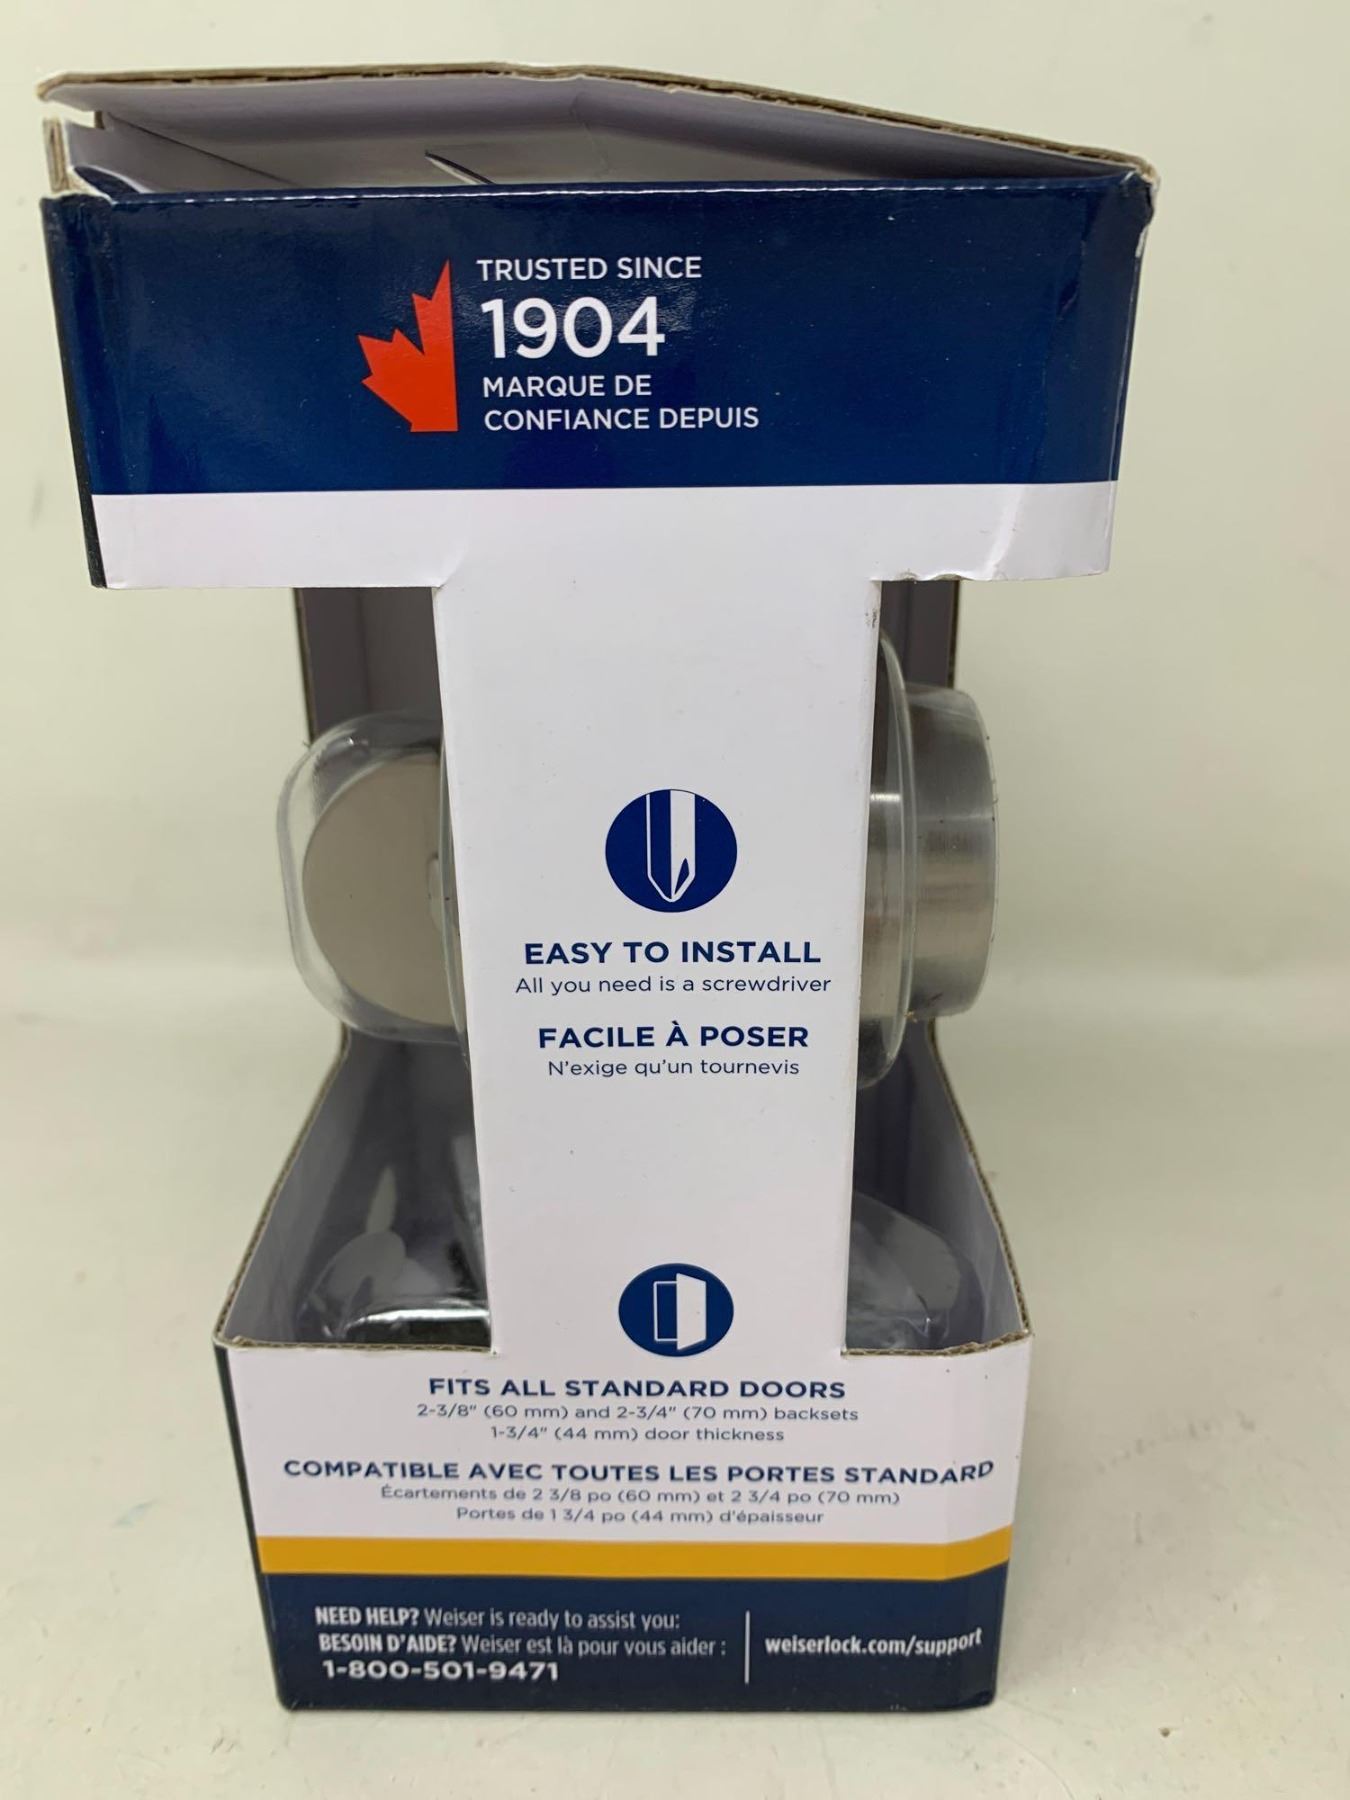 TRUSTED SINCE
1904
MARQUE DE
CONFIANCE DEPUIS
EASY TO INSTALL
All you need is a screwdriver
FACILE À POSER
N'exige qu'un tournevis
FITS ALL STANDARD DOORS
2-3/8" (60 mm) and 2-3/4" (70 mm) backsets
1-3/4" (44 mm) door thickness
COMPATIBLE AVEC TOUTES LES PORTES STANDARD
Écartements de 2 3/8 po (60 mm) et 2 3/4 po (70 mm)
Portes de 1 3/4 po (44 mm) d'épaisseur
NEED HELP? Weiser is ready to assist you:
BESOIN D'AIDE? Weiser est là pour vous aider :
1-800-501-9471
weiserlock.com/support